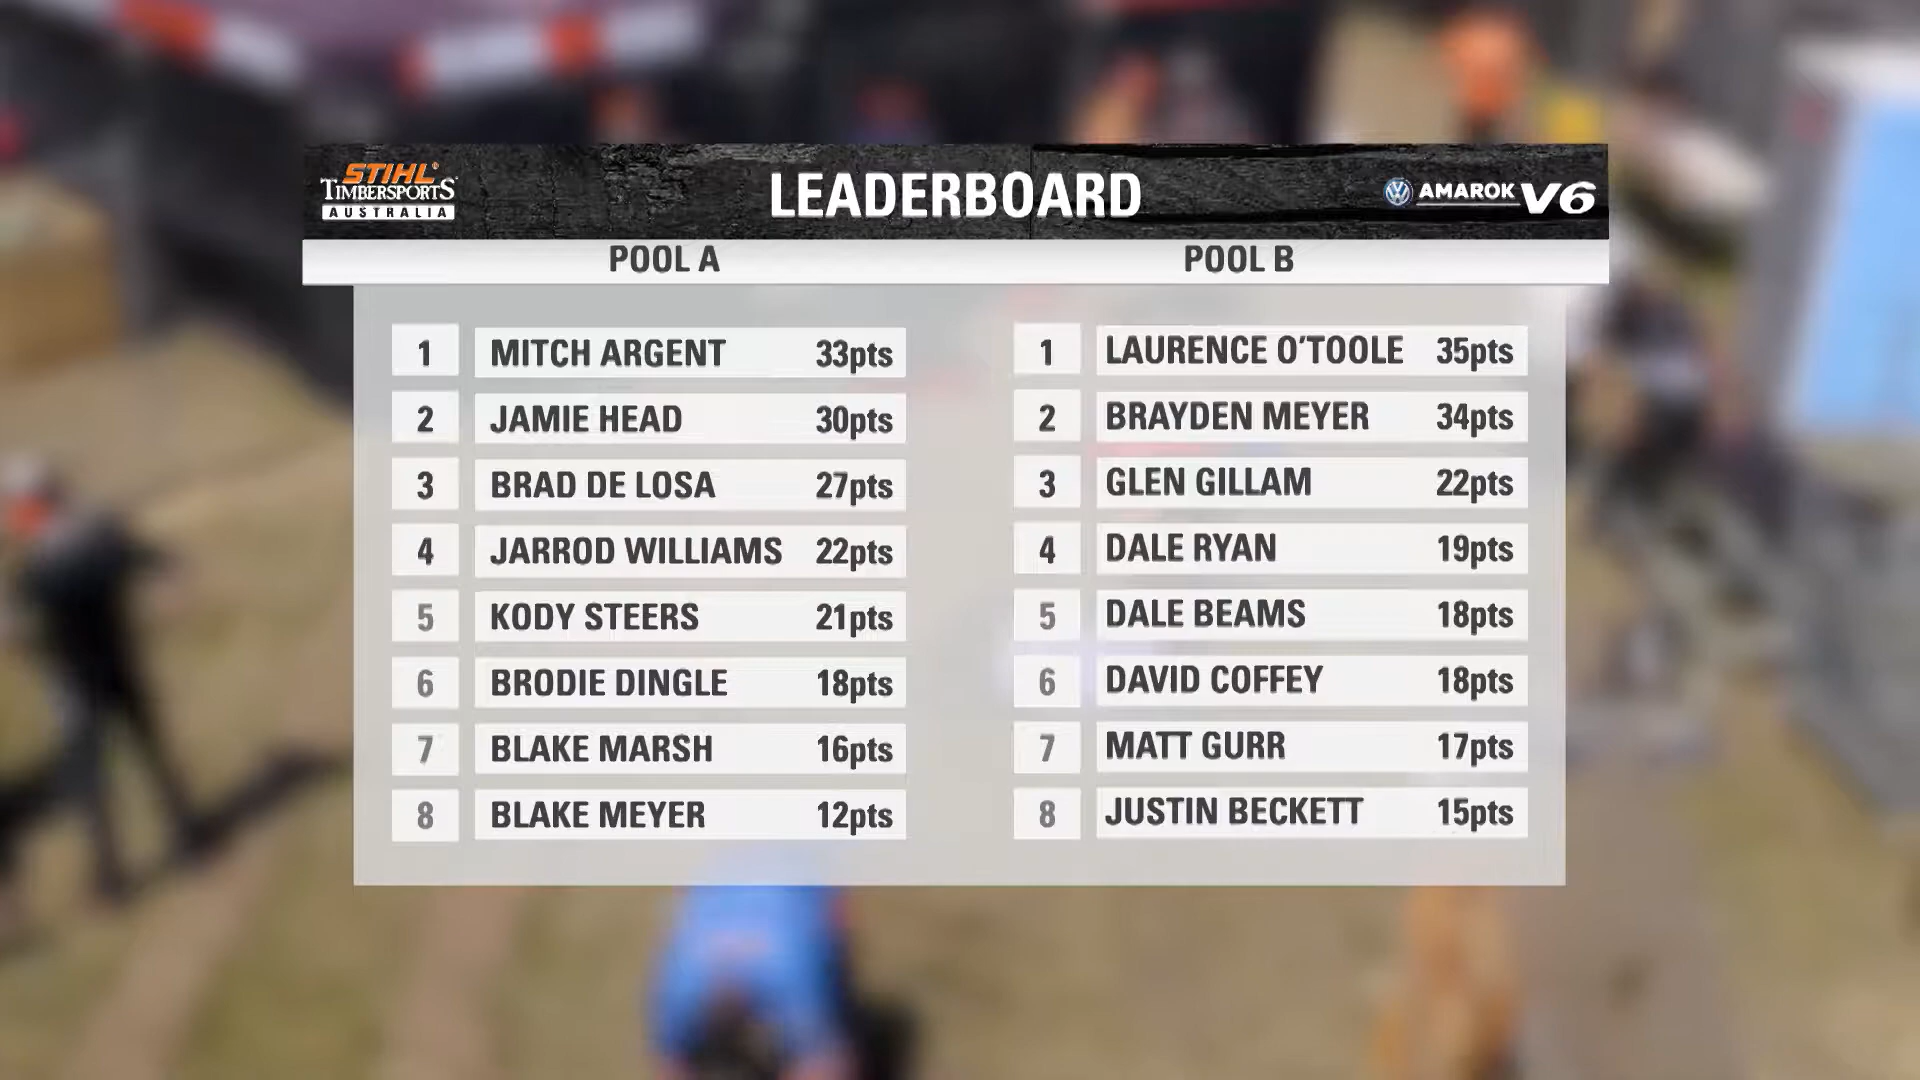 STIHL
TIMBERSPORTS
AUSTRALIA
LEADERBOARD
AMAROK V6
POOL A
POOL B
1 MITCH ARGENT 33pts
2 JAMIE HEAD 30pts
3 BRAD DE LOSA 27pts
4 JARROD WILLIAMS 22pts
5 KODY STEERS 21pts
6 BRODIE DINGLE 18pts
7 BLAKE MARSH 16pts
8 BLAKE MEYER 12pts
1 LAURENCE O'TOOLE 35pts
2 BRAYDEN MEYER 34pts
3 GLEN GILLAM 22pts
4 DALE RYAN 19pts
5 DALE BEAMS 18pts
6 DAVID COFFEY 18pts
7 MATT GURR 17pts
8 JUSTIN BECKETT 15pts